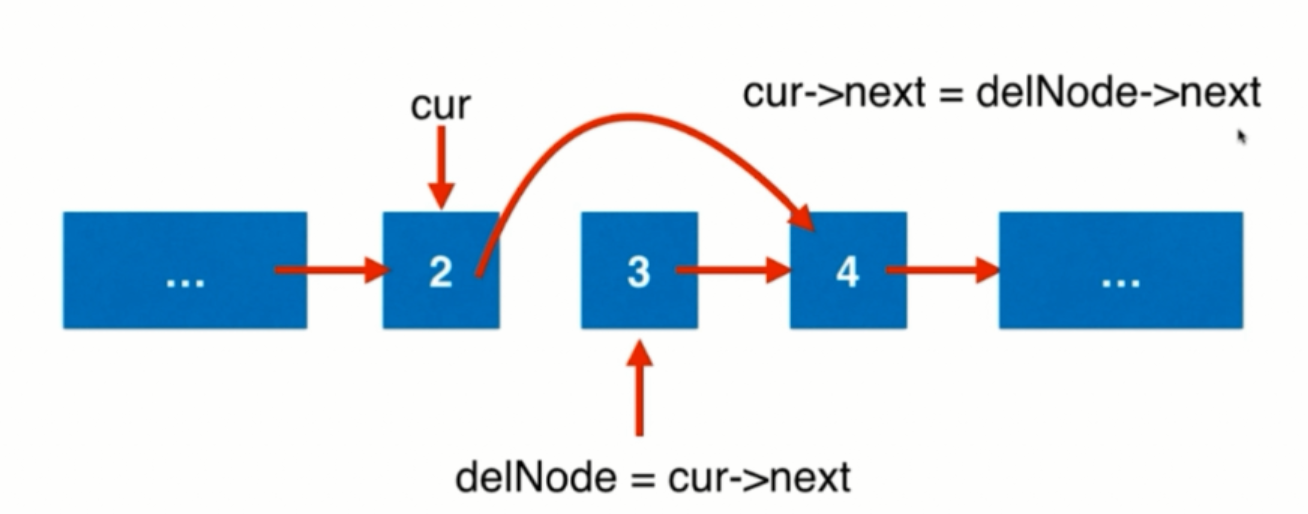 cur
cur->next = delNode->next
...
2
3
4
...
delNode = cur->next